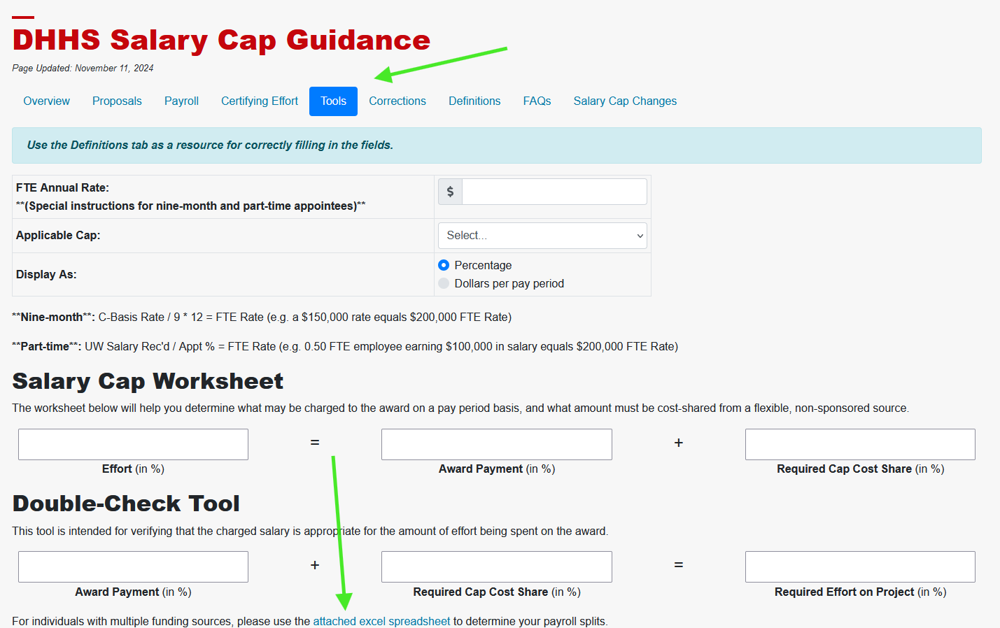 DHHS Salary Cap Guidance
Page Updated: November 11, 2024
Overview Proposals Payroll Certifying Effort Tools Corrections Definitions FAQs Salary Cap Changes
Use the Definitions tab as a resource for correctly filling in the fields.
FTE Annual Rate:
**(Special instructions for nine-month and part-time appointees)**
$
Applicable Cap:
Select...
Display As:
Percentage
Dollars per pay period
**Nine-month**: C-Basis Rate / 9 * 12 = FTE Rate (e.g. a $150,000 rate equals $200,000 FTE Rate)
**Part-time**: UW Salary Rec'd / Appt % = FTE Rate (e.g. 0.50 FTE employee earning $100,000 in salary equals $200,000 FTE Rate)
Salary Cap Worksheet
The worksheet below will help you determine what may be charged to the award on a pay period basis, and what amount must be cost-shared from a flexible, non-sponsored source.
= +
Effort (in %) Award Payment (in %) Required Cap Cost Share (in %)
Double-Check Tool
This tool is intended for verifying that the charged salary is appropriate for the amount of effort being spent on the award.
+ =
Award Payment (in %) Required Cap Cost Share (in %) Required Effort on Project (in %)
For individuals with multiple funding sources, please use the attached excel spreadsheet to determine your payroll splits.